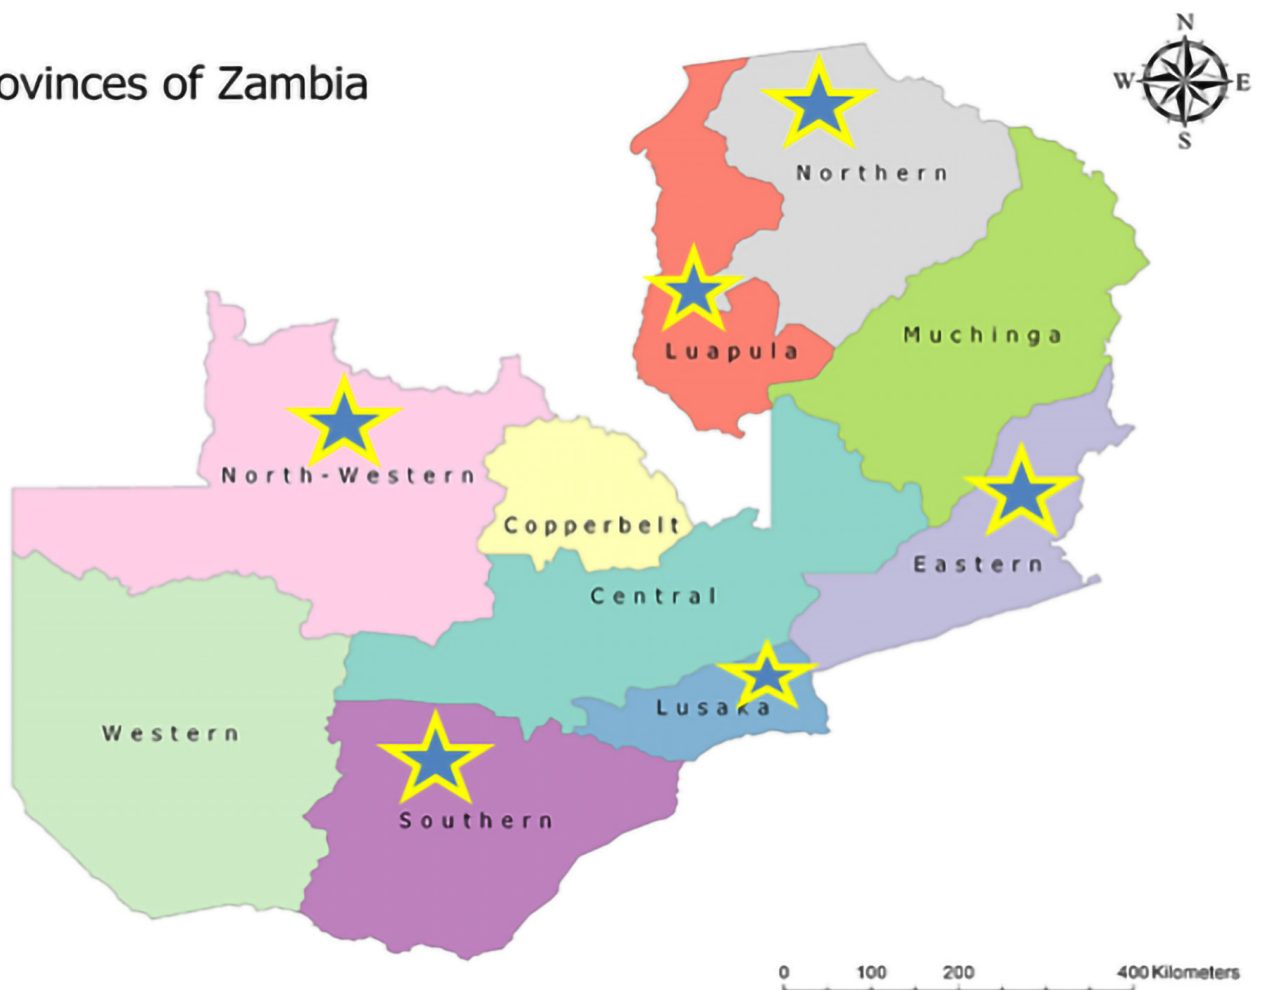 ovinces of Zambia
N
W E
S
Northern
Muchinga
Luapula
North-Western
Copperbelt
Eastern
Central
Lusaka
Western
Southern
0 100 200 400 Kilometers